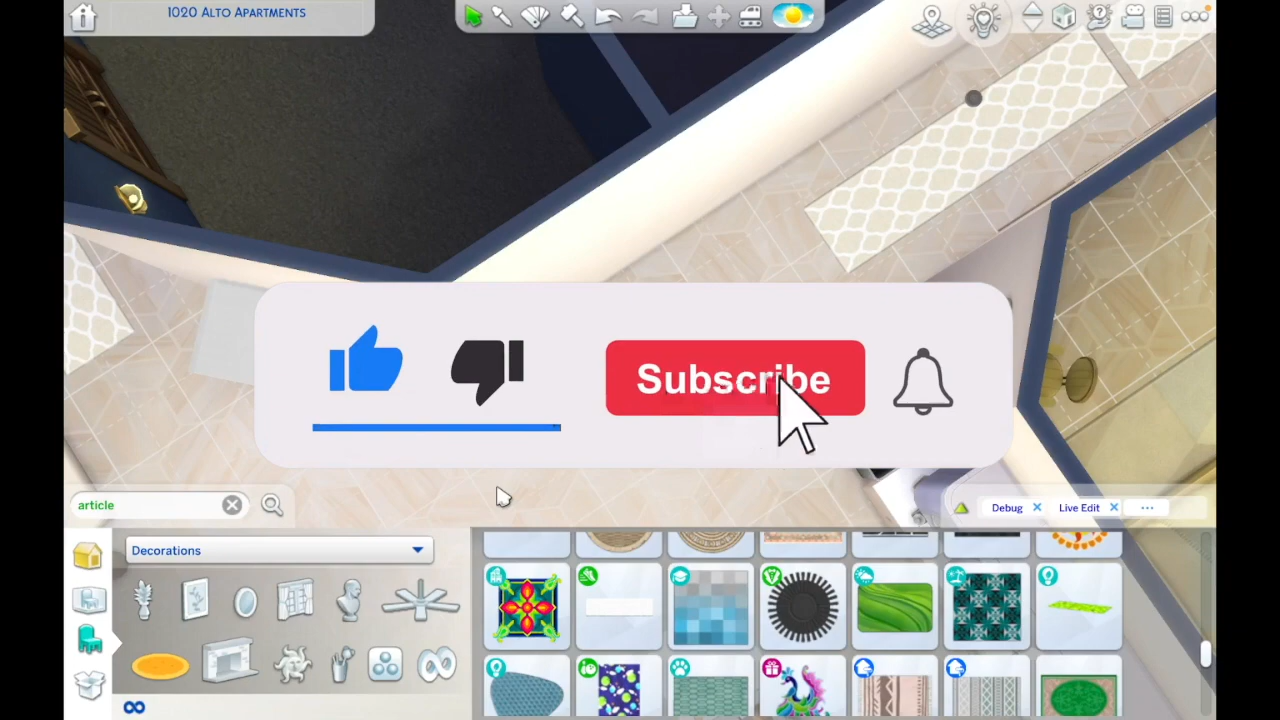 1020 ALTO APARTMENTS
Subscribe
article
Debug
Live Edit
Decorations